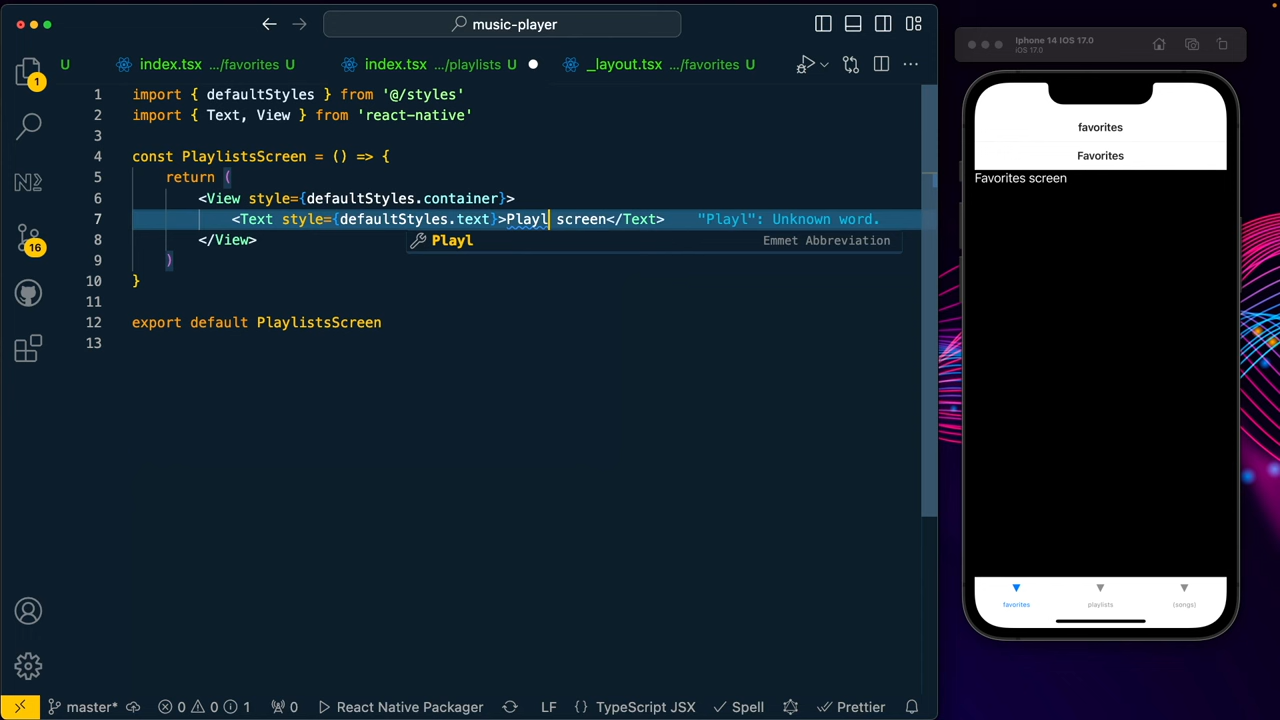 music-player
U
index.tsx .../favorites U
index.tsx .../playlists U
_layout.tsx .../favorites U
1
1 import { defaultStyles } from '@/styles'
2 import { Text, View } from 'react-native'
3
4 const PlaylistsScreen = () => {
5 return (
6 <View style={defaultStyles.container}>
7 <Text style={defaultStyles.text}>Playl screen</Text> "Playl": Unknown word.
8 </View>
Playl Emmet Abbreviation
9 )
10 }
11
12 export default PlaylistsScreen
13
16
master* 0 0 1 0 React Native Packager LF {} TypeScript JSX Spell Prettier
Iphone 14 IOS 17.0
iOS 17.0
favorites
Favorites
Favorites screen
favorites playlists (songs)